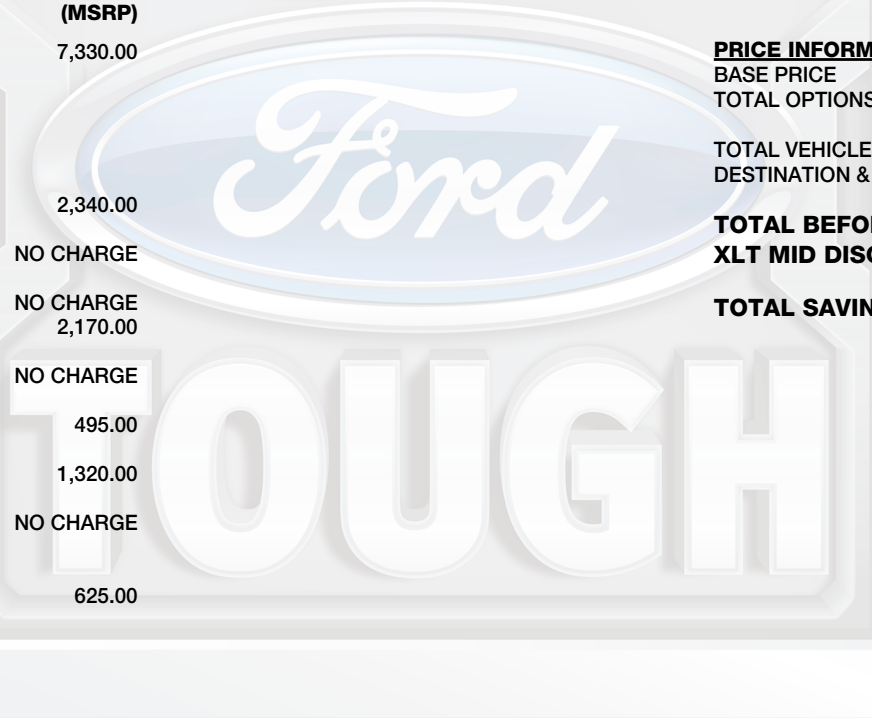 (MSRP)
7,330.00
2,340.00
NO CHARGE
NO CHARGE
2,170.00
NO CHARGE
495.00
1,320.00
NO CHARGE
625.00
PRICE INFORM
BASE PRICE
TOTAL OPTIONS
TOTAL VEHICLE
DESTINATION &
TOTAL BEFO
XLT MID DISC
TOTAL SAVIN
Ford
TOUGH